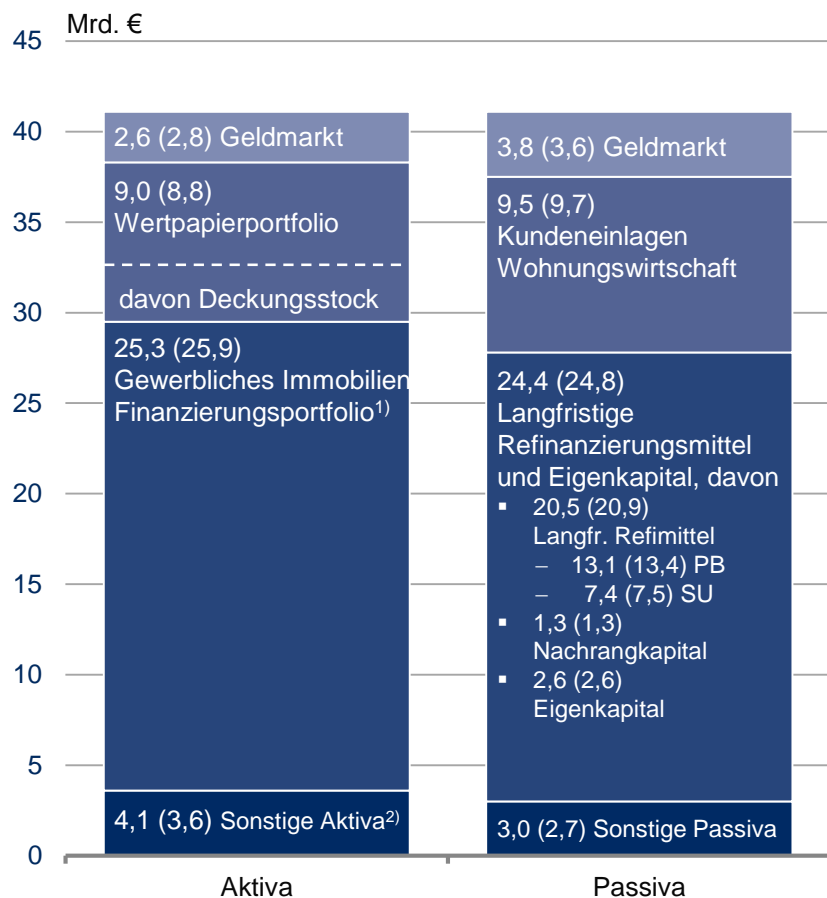 Mrd. €
45
40
35
30
25
20
15
10
5
0
2,6 (2,8) Geldmarkt
9,0 (8,8)
Wertpapierportfolio
davon Deckungsstock
25,3 (25,9)
Gewerbliches Immobilien
Finanzierungsportfolio1)
4,1 (3,6) Sonstige Aktiva2)
Aktiva
3,8 (3,6) Geldmarkt
9,5 (9,7)
Kundeneinlagen
Wohnungswirtschaft
24,4 (24,8)
Langfristige
Refinanzierungsmittel
und Eigenkapital, davon
▪ 20,5 (20,9)
Langfr. Refimittel
– 13,1 (13,4) PB
– 7,4 (7,5) SU
▪ 1,3 (1,3)
Nachrangkapital
▪ 2,6 (2,6)
Eigenkapital
3,0 (2,7) Sonstige Passiva
Passiva